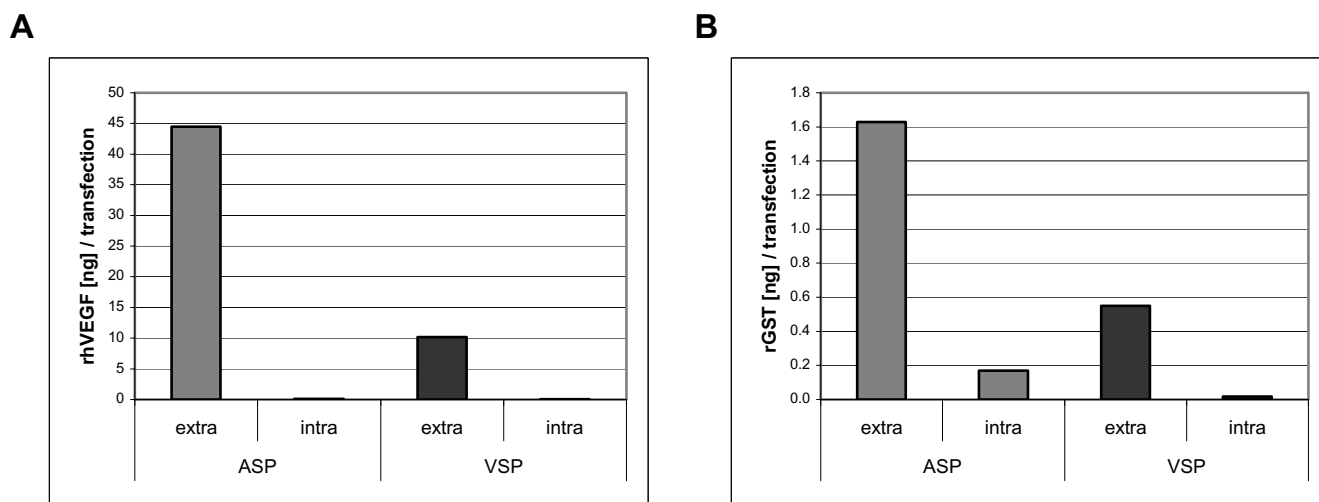 A
rhVEGF [ng] / transfection
50
45
40
35
30
25
20
15
10
5
0
extra intra extra intra
ASP VSP
B
rGST [ng] / transfection
1.8
1.6
1.4
1.2
1.0
0.8
0.6
0.4
0.2
0.0
extra intra extra intra
ASP VSP